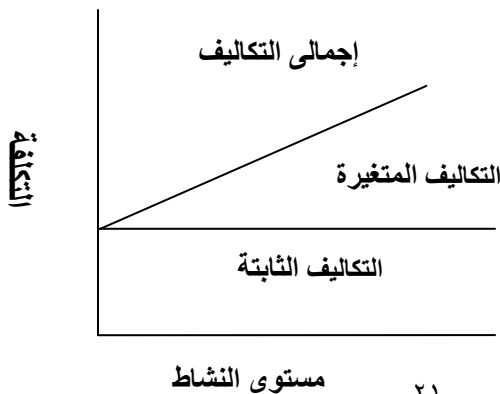 إجمالى التكاليف
التكلفة
التكاليف المتغيرة
التكاليف الثابتة
مستوى النشاط
٢١